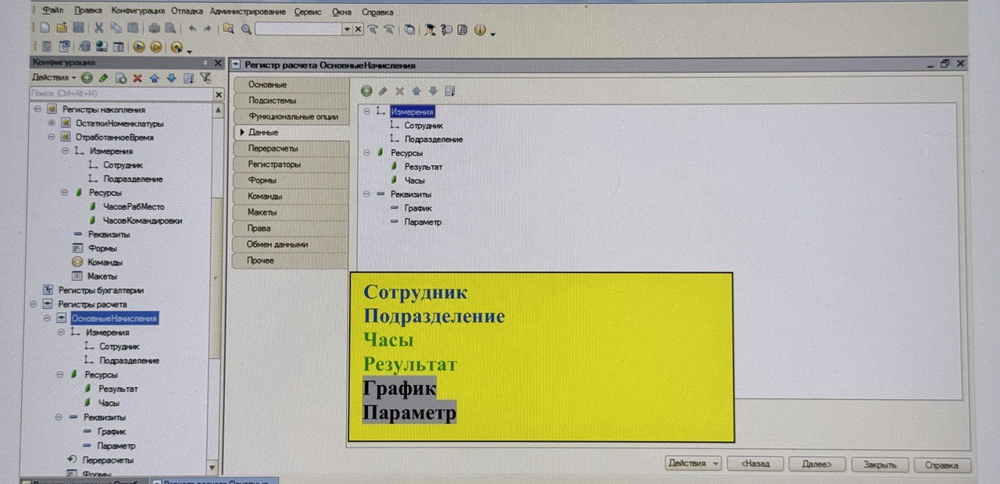 Файл Правка Конфигурация Отладка Администрирование Сервис Окна Справка
Конфигурация
Действия
Поиск (Ctrl+Alt+M)
Регистры накопления
ОстаткиНоменклатуры
ОтработанноеВремя
Измерения
Сотрудник
Подразделение
Ресурсы
ЧасовРабМесто
ЧасовКомандировки
Реквизиты
Формы
Команды
Макеты
Регистры бухгалтерии
Регистры расчета
ОсновныеНачисления
Измерения
Сотрудник
Подразделение
Ресурсы
Результат
Часы
Реквизиты
График
Параметр
Перерасчеты
Формы
Регистр расчета ОсновныеНачисления
Основные
Подсистемы
Функциональные опции
Данные
Перерасчеты
Регистраторы
Формы
Команды
Макеты
Права
Обмен данными
Прочее
Измерения
Сотрудник
Подразделение
Ресурсы
Результат
Часы
Реквизиты
График
Параметр
Сотрудник
Подразделение
Часы
Результат
График
Параметр
Действия <Назад Далее> Закрыть Справка